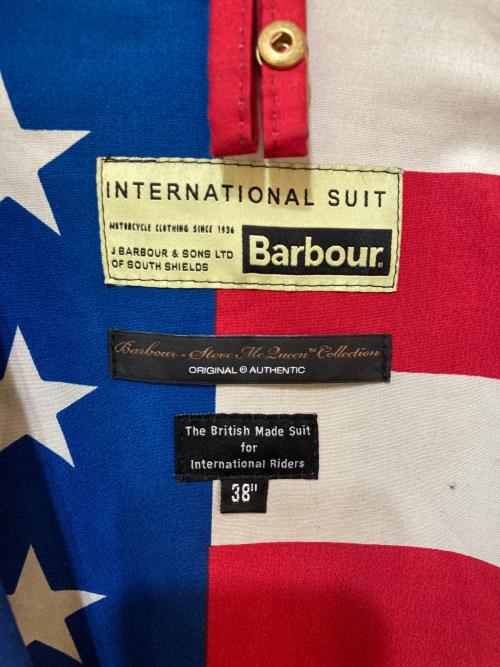 INTERNATIONAL SUIT
MOTORCYCLE CLOTHING SINCE 1936
J BARBOUR & SONS LTD
OF SOUTH SHIELDS
Barbour®
Barbour - Steve McQueen™ Collection
ORIGINAL @ AUTHENTIC
The British Made Suit
for
International Riders
38"